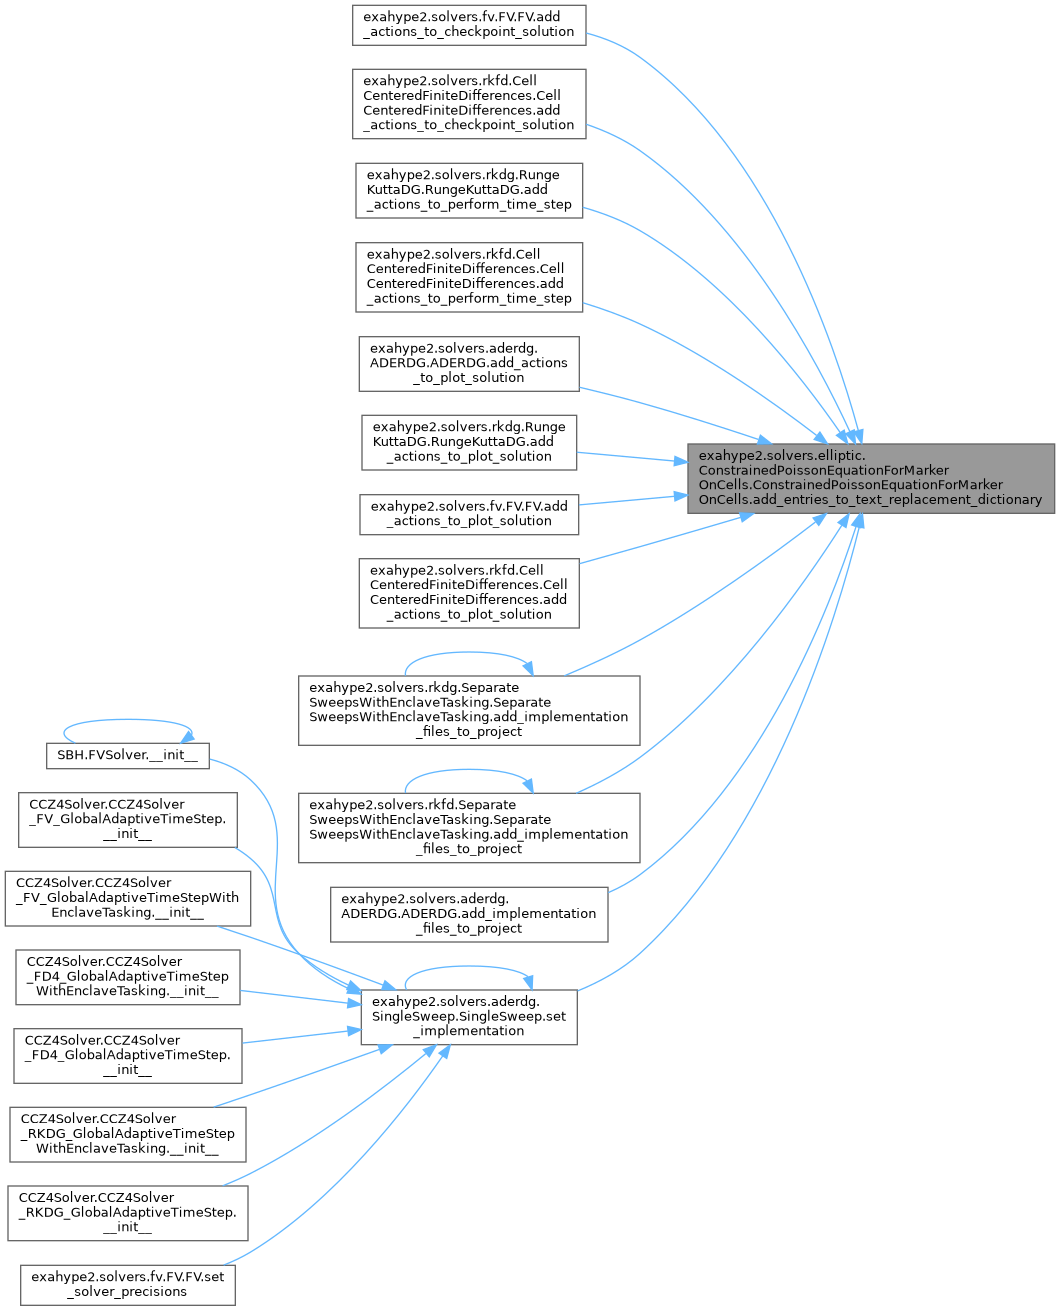 exahype2.solvers.fv.FV.FV.add
_actions_to_checkpoint_solution
exahype2.solvers.rkfd.Cell
CenteredFiniteDifferences.Cell
CenteredFiniteDifferences.add
_actions_to_checkpoint_solution
exahype2.solvers.rkdg.Runge
KuttaDG.RungeKuttaDG.add
_actions_to_perform_time_step
exahype2.solvers.rkfd.Cell
CenteredFiniteDifferences.Cell
CenteredFiniteDifferences.add
_actions_to_perform_time_step
exahype2.solvers.aderdg.
ADERDG.ADERDG.add_actions
_to_plot_solution
exahype2.solvers.rkdg.Runge
KuttaDG.RungeKuttaDG.add
_actions_to_plot_solution
exahype2.solvers.elliptic.
ConstrainedPoissonEquationForMarker
OnCells.ConstrainedPoissonEquationForMarker
OnCells.add_entries_to_text_replacement_dictionary
exahype2.solvers.fv.FV.FV.add
_actions_to_plot_solution
exahype2.solvers.rkfd.Cell
CenteredFiniteDifferences.Cell
CenteredFiniteDifferences.add
_actions_to_plot_solution
exahype2.solvers.rkdg.Separate
SweepsWithEnclaveTasking.Separate
SweepsWithEnclaveTasking.add_implementation
_files_to_project
SBH.FVSolver.__init__
exahype2.solvers.rkfd.Separate
SweepsWithEnclaveTasking.Separate
SweepsWithEnclaveTasking.add_implementation
_files_to_project
CCZ4Solver.CCZ4Solver
_FV_GlobalAdaptiveTimeStep.
__init__
CCZ4Solver.CCZ4Solver
_FV_GlobalAdaptiveTimeStepWith
EnclaveTasking.__init__
exahype2.solvers.aderdg.
ADERDG.ADERDG.add_implementation
_files_to_project
CCZ4Solver.CCZ4Solver
_FD4_GlobalAdaptiveTimeStep
WithEnclaveTasking.__init__
exahype2.solvers.aderdg.
SingleSweep.SingleSweep.set
_implementation
CCZ4Solver.CCZ4Solver
_FD4_GlobalAdaptiveTimeStep.
__init__
CCZ4Solver.CCZ4Solver
_RKDG_GlobalAdaptiveTimeStep
WithEnclaveTasking.__init__
CCZ4Solver.CCZ4Solver
_RKDG_GlobalAdaptiveTimeStep.
__init__
exahype2.solvers.fv.FV.FV.set
_solver_precisions